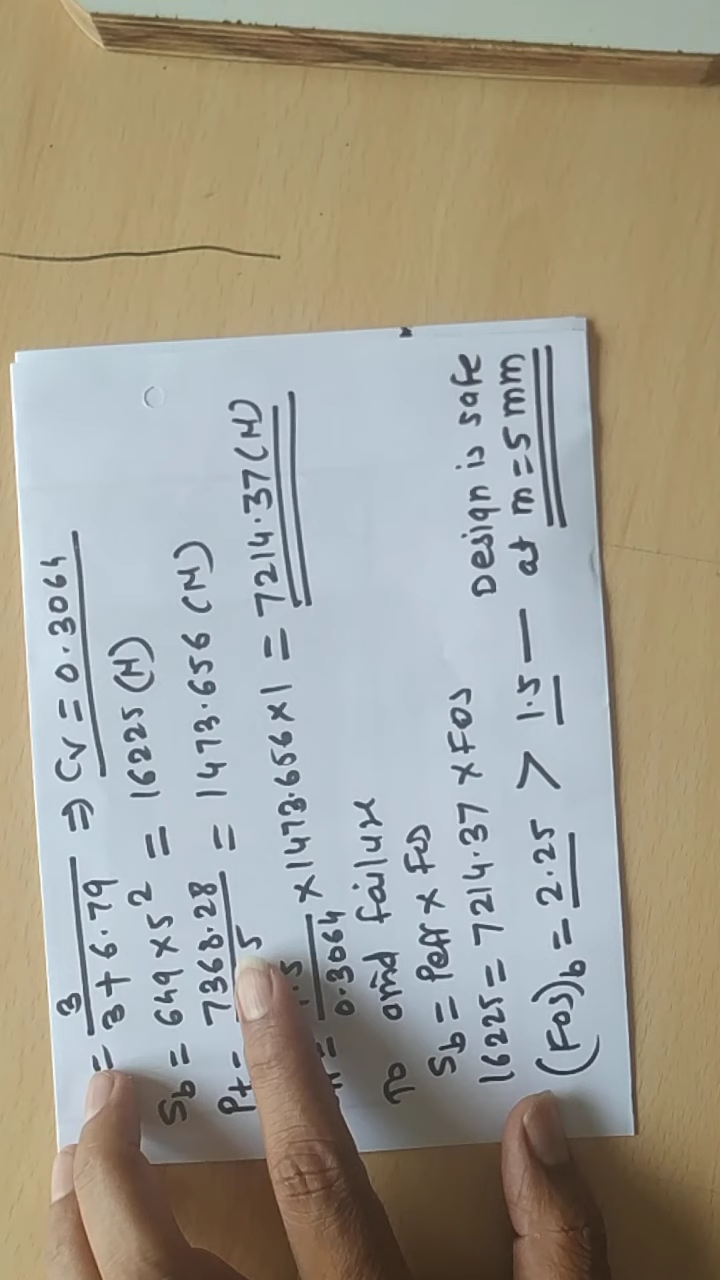 = 3 / 3 + 6.79 ⇒ Cv = 0.3064
Sb = 649 × 5² = 16225 (N)
Pt = 7368.28 / 5 = 1473.656 (N)
= 1.5 / 0.3064 × 1473.656 × 1 = 7214.37 (N)
To avoid failure
Sb = Peff × FOS
16225 = 7214.37 × FOS
(FOS)b = 2.25 > 1.5 — Design is safe
at m = 5 mm